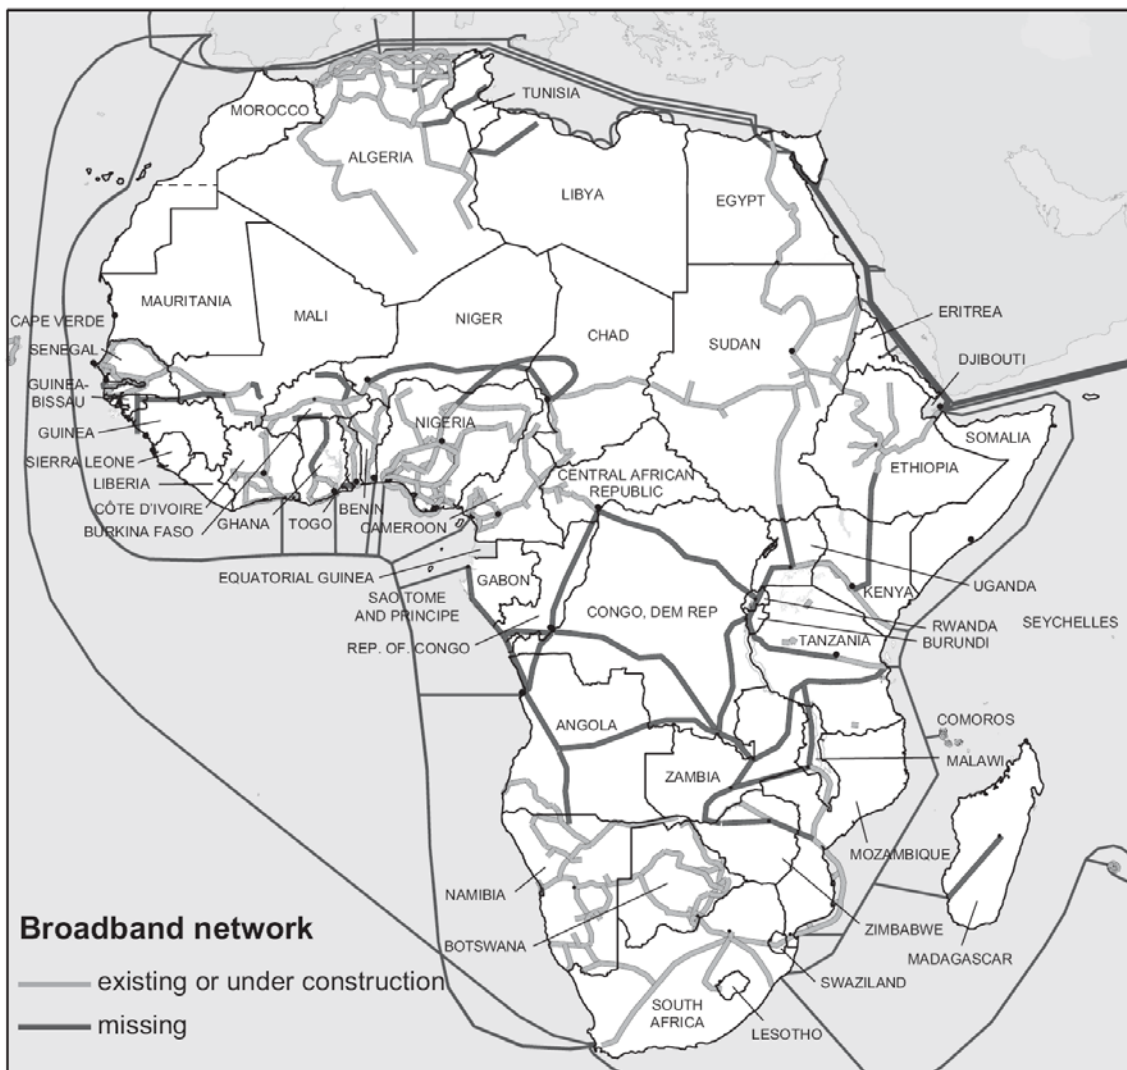 TUNISIA
MOROCCO
ALGERIA
LIBYA
EGYPT
MAURITANIA
MALI
NIGER
CHAD
SUDAN
ERITREA
CAPE VERDE
SENEGAL
DJIBOUTI
GUINEA-
BISSAU
NIGERIA
GUINEA
SOMALIA
SIERRA LEONE
ETHIOPIA
CENTRAL AFRICAN
REPUBLIC
LIBERIA
CÔTE D'IVOIRE
BURKINA FASO
GHANA
TOGO
BENIN
CAMEROON
EQUATORIAL GUINEA
GABON
UGANDA
KENYA
SAO TOME
AND PRINCIPE
CONGO, DEM REP
RWANDA
SEYCHELLES
BURUNDI
TANZANIA
REP. OF. CONGO
ANGOLA
COMOROS
MALAWI
ZAMBIA
MOZAMBIQUE
NAMIBIA
ZIMBABWE
BOTSWANA
MADAGASCAR
SWAZILAND
SOUTH
AFRICA
LESOTHO
Broadband network
existing or under construction
missing